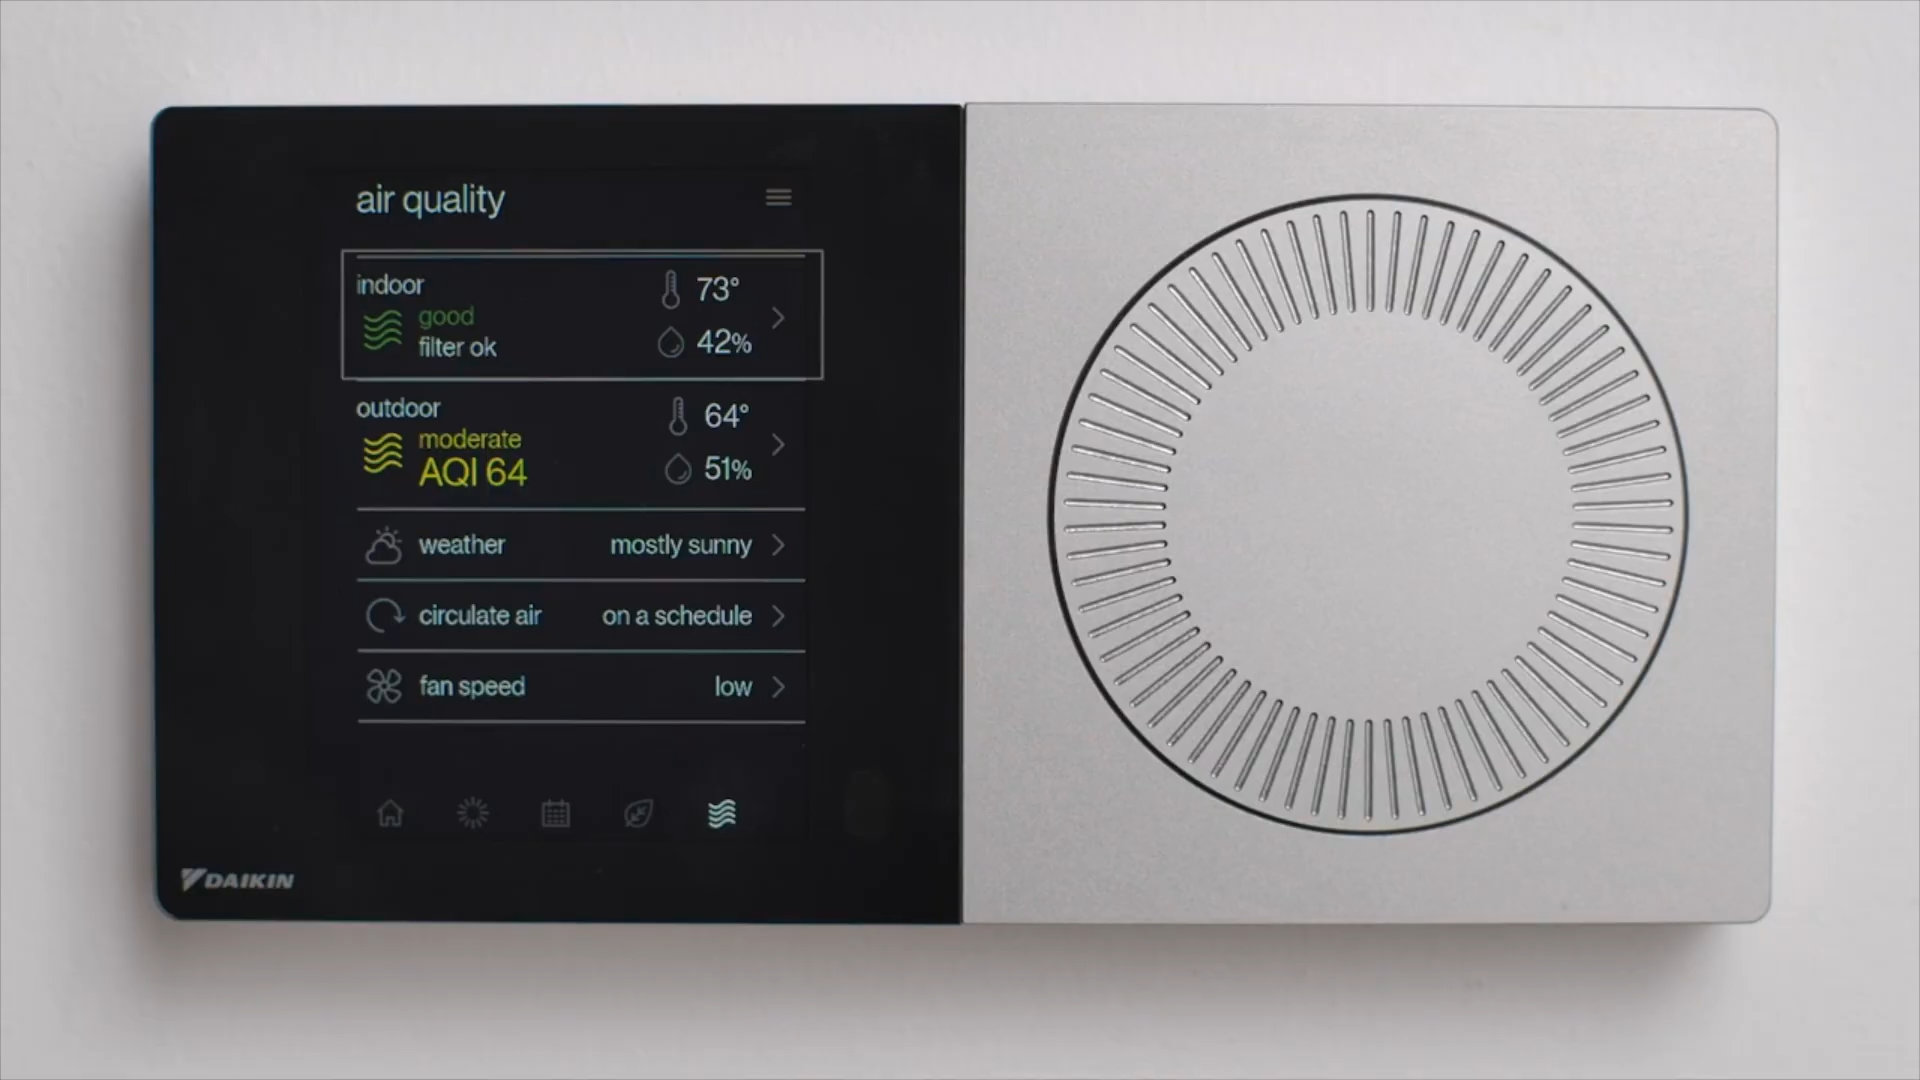 air quality
indoor
good
filter ok
73°
42%
outdoor
moderate
AQI 64
64°
51%
weather mostly sunny
circulate air on a schedule
fan speed low
DAIKIN